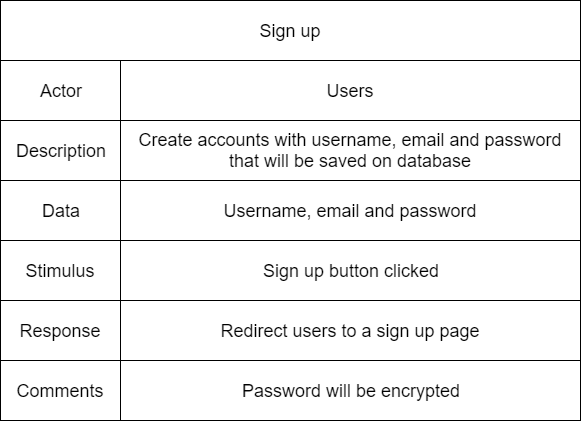 Sign up
Actor
Users
Description
Create accounts with username, email and password
that will be saved on database
Data
Username, email and password
Stimulus
Sign up button clicked
Response
Redirect users to a sign up page
Comments
Password will be encrypted